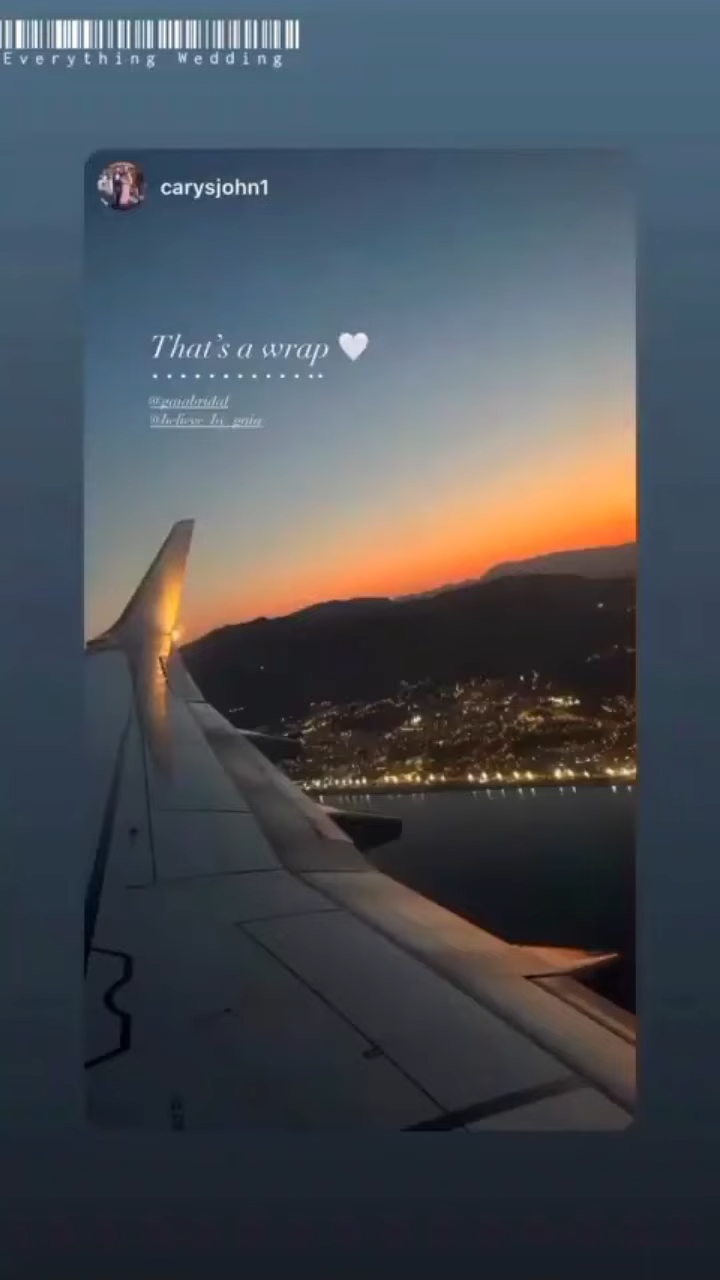 Everything Wedding
carysjohn1
That's a wrap 🤍
@gaiabridal
@believe_by_gaia